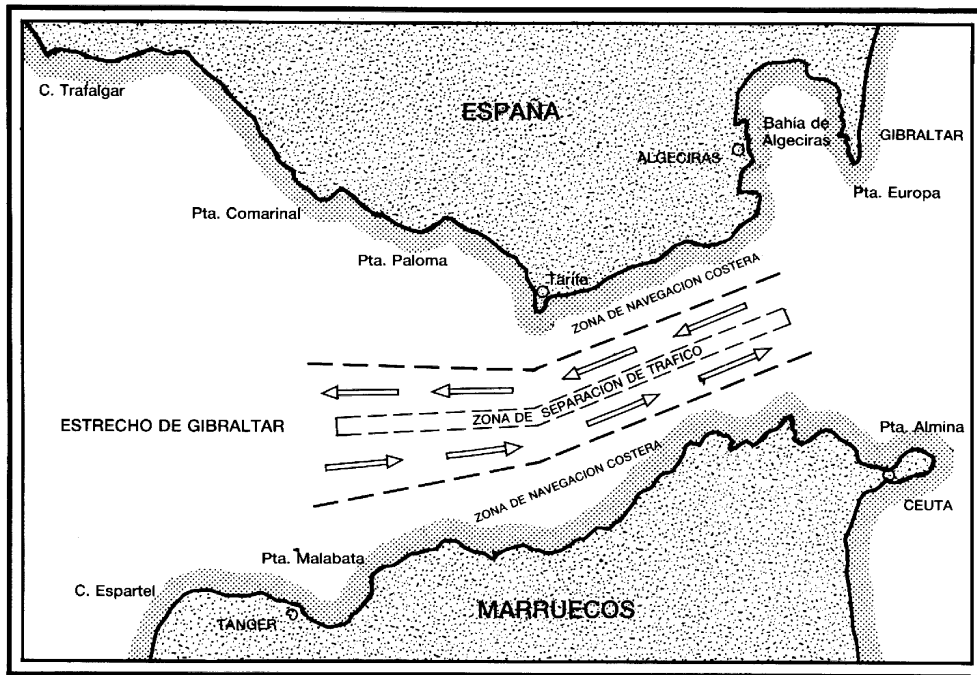 C. Trafalgar
ESPAÑA
Bahía de
Algeciras
GIBRALTAR
ALGECIRAS
Pta. Europa
Pta. Comarinal
Pta. Paloma
Tarifa
ZONA DE NAVEGACION COSTERA
ZONA DE SEPARACION DE TRAFICO
ESTRECHO DE GIBRALTAR
Pta. Almina
ZONA DE NAVEGACION COSTERA
CEUTA
Pta. Malabata
C. Espartel
TANGER
MARRUECOS